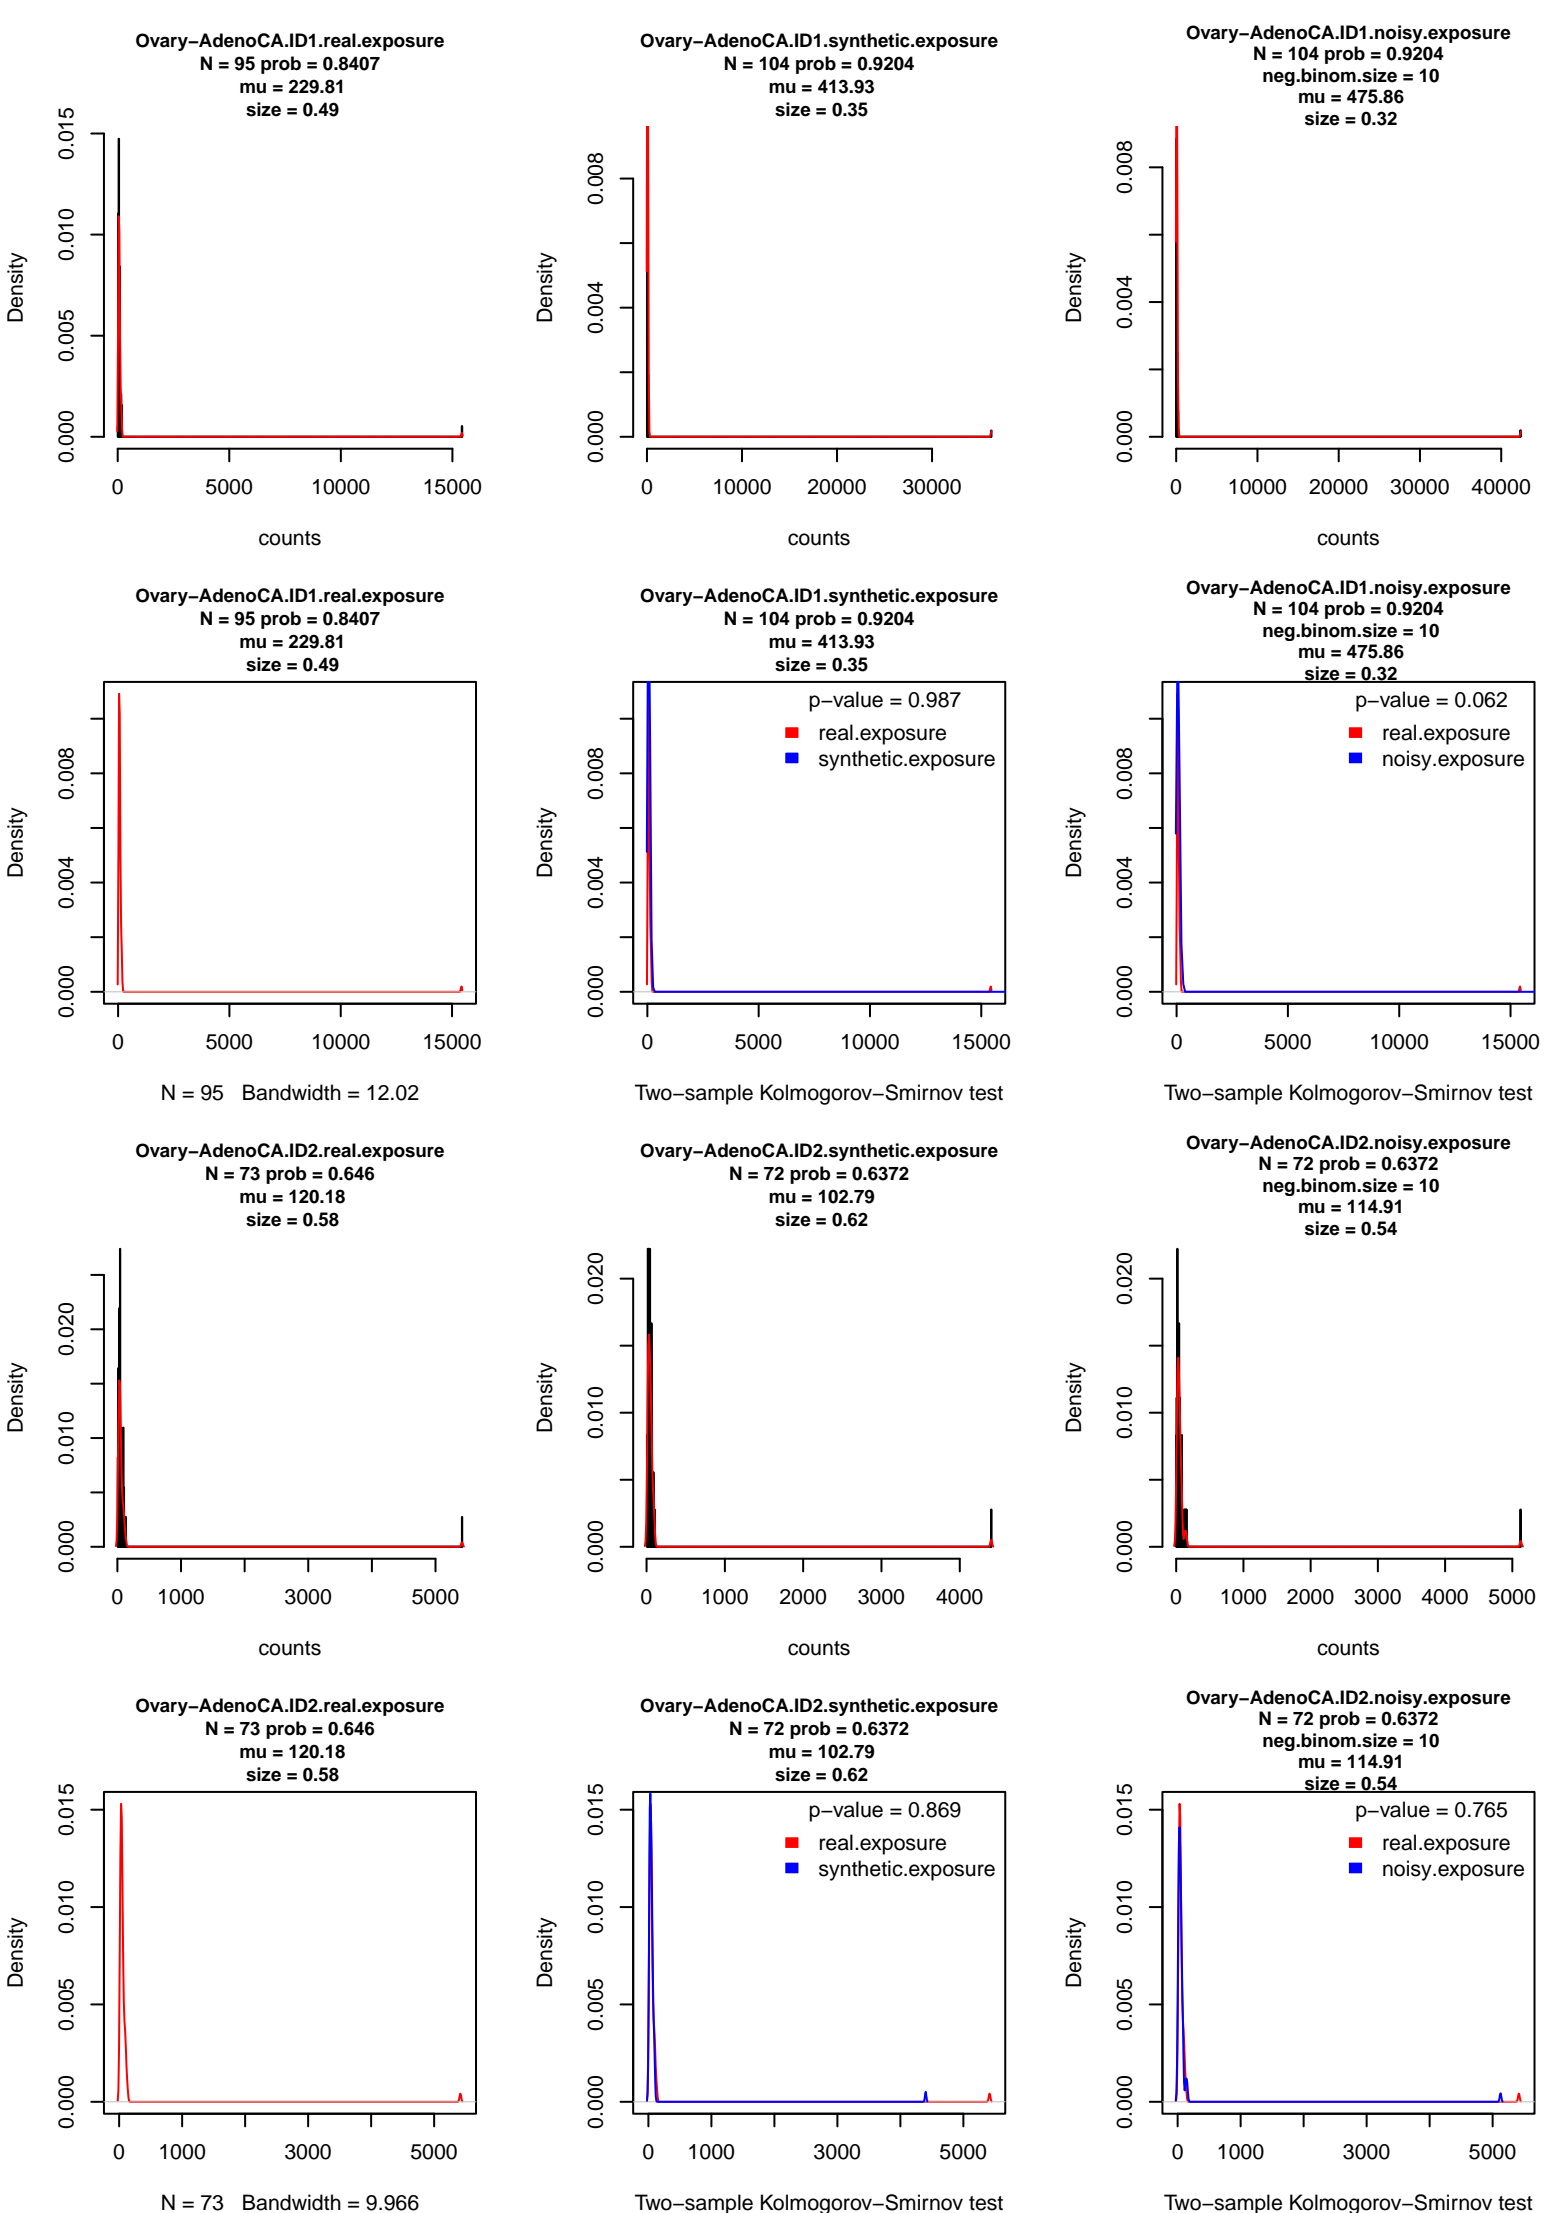 Ovary−AdenoCA.ID1.real.exposure
N = 95 prob = 0.8407
mu = 229.81
size = 0.49
Density
0.000 0.005 0.010 0.015
0 5000 10000 15000
counts
Ovary−AdenoCA.ID1.synthetic.exposure
N = 104 prob = 0.9204
mu = 413.93
size = 0.35
Density
0.000 0.004 0.008
0 10000 20000 30000
counts
Ovary−AdenoCA.ID1.noisy.exposure
N = 104 prob = 0.9204
neg.binom.size = 10
mu = 475.86
size = 0.32
Density
0.000 0.004 0.008
0 10000 20000 30000 40000
counts
Ovary−AdenoCA.ID1.real.exposure
N = 95 prob = 0.8407
mu = 229.81
size = 0.49
Density
0.000 0.004 0.008
0 5000 10000 15000
N = 95 Bandwidth = 12.02
Ovary−AdenoCA.ID1.synthetic.exposure
N = 104 prob = 0.9204
mu = 413.93
size = 0.35
p−value = 0.987
real.exposure
synthetic.exposure
Density
0.000 0.004 0.008
0 5000 10000 15000
Two−sample Kolmogorov−Smirnov test
Ovary−AdenoCA.ID1.noisy.exposure
N = 104 prob = 0.9204
neg.binom.size = 10
mu = 475.86
size = 0.32
p−value = 0.062
real.exposure
noisy.exposure
Density
0.000 0.004 0.008
0 5000 10000 15000
Two−sample Kolmogorov−Smirnov test
Ovary−AdenoCA.ID2.real.exposure
N = 73 prob = 0.646
mu = 120.18
size = 0.58
Density
0.000 0.010 0.020
0 1000 3000 5000
counts
Ovary−AdenoCA.ID2.synthetic.exposure
N = 72 prob = 0.6372
mu = 102.79
size = 0.62
Density
0.000 0.010 0.020
0 1000 2000 3000 4000
counts
Ovary−AdenoCA.ID2.noisy.exposure
N = 72 prob = 0.6372
neg.binom.size = 10
mu = 114.91
size = 0.54
Density
0.000 0.010 0.020
0 1000 2000 3000 4000 5000
counts
Ovary−AdenoCA.ID2.real.exposure
N = 73 prob = 0.646
mu = 120.18
size = 0.58
Density
0.000 0.005 0.010 0.015
0 1000 3000 5000
N = 73 Bandwidth = 9.966
Ovary−AdenoCA.ID2.synthetic.exposure
N = 72 prob = 0.6372
mu = 102.79
size = 0.62
p−value = 0.869
real.exposure
synthetic.exposure
Density
0.000 0.005 0.010 0.015
0 1000 3000 5000
Two−sample Kolmogorov−Smirnov test
Ovary−AdenoCA.ID2.noisy.exposure
N = 72 prob = 0.6372
neg.binom.size = 10
mu = 114.91
size = 0.54
p−value = 0.765
real.exposure
noisy.exposure
Density
0.000 0.005 0.010 0.015
0 1000 3000 5000
Two−sample Kolmogorov−Smirnov test